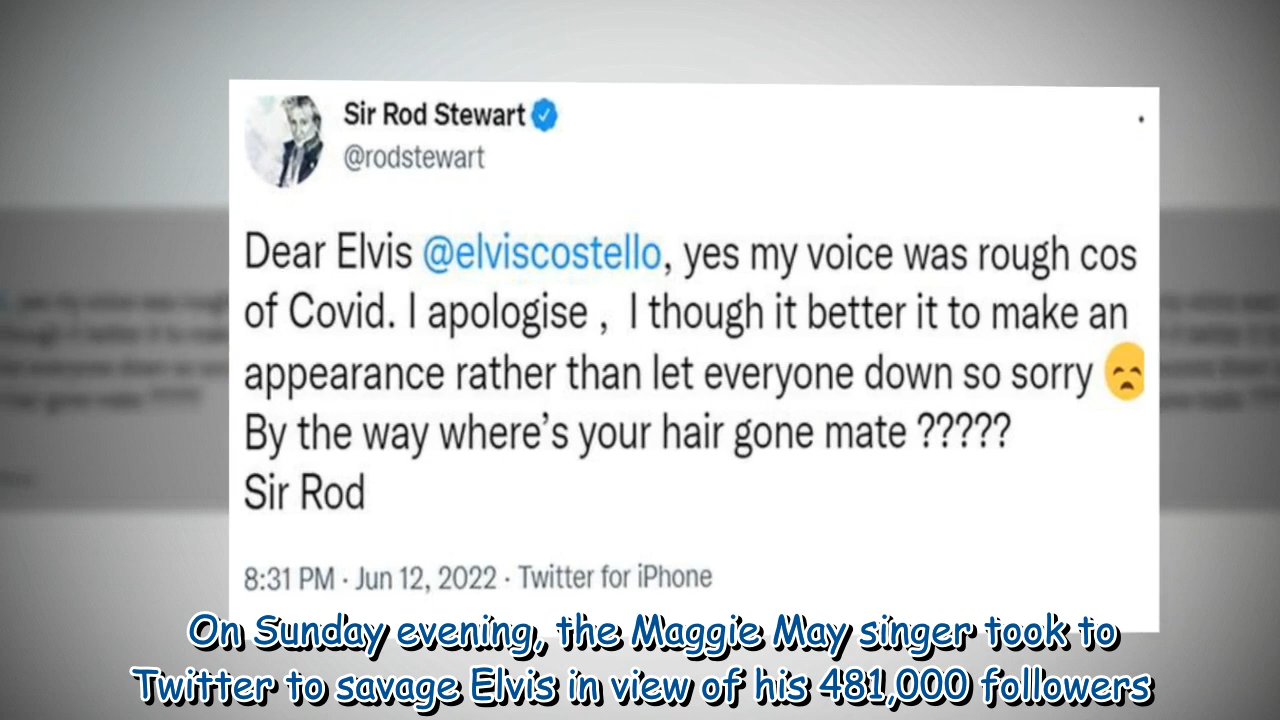 Sir Rod Stewart
@rodstewart
Dear Elvis @elviscostello, yes my voice was rough cos
of Covid. I apologise , I though it better it to make an
appearance rather than let everyone down so sorry 😞
By the way where's your hair gone mate ?????
Sir Rod
8:31 PM · Jun 12, 2022 · Twitter for iPhone
On Sunday evening, the Maggie May singer took to
Twitter to savage Elvis in view of his 481,000 followers